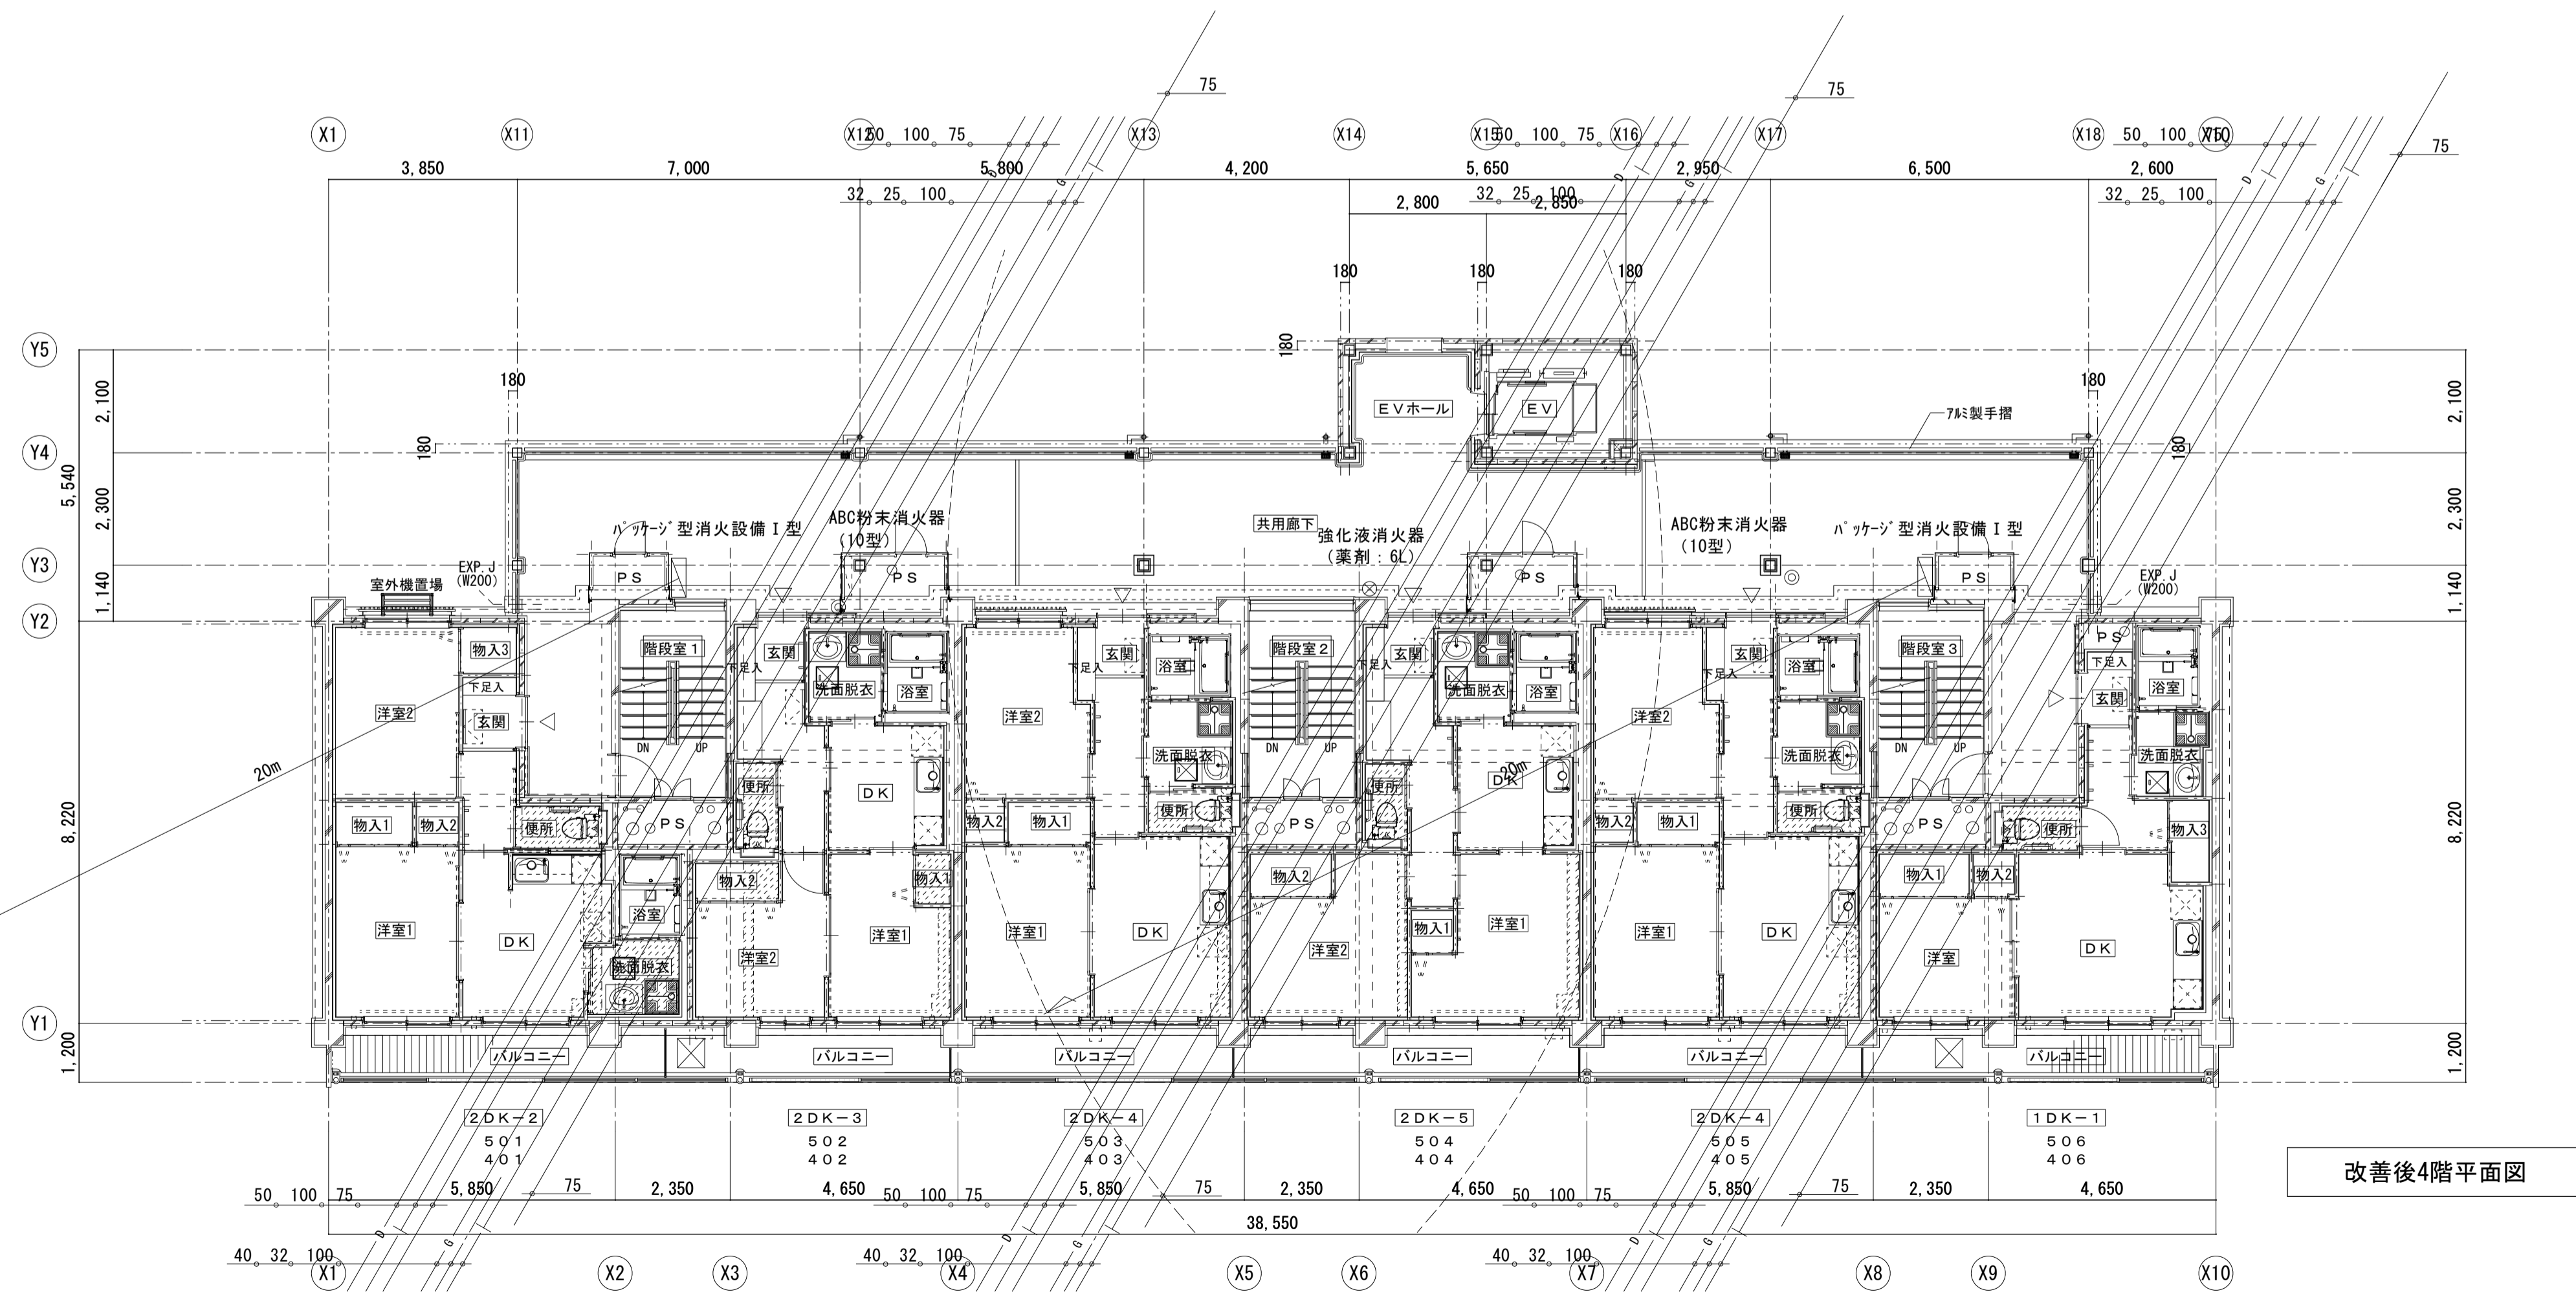 75
75
75
X1
X11
X12
50 100 75
X13
X14
X15
50 100 75
X16
X17
X18
50 100 75
X10
3,850
7,000
5,800
4,200
5,650
2,950
6,500
2,600
32 25 100
2,800
32 25 100
2,850
32 25 100
D
G
D
G
D
G
180
180
180
Y5
180
180
180
2,100
2,100
EVホール
EV
アルミ製手摺
Y4
180
180
5,540
2,300
2,300
パッケージ型消火設備Ⅰ型
ABC粉末消火器
(10型)
共用廊下
強化液消火器
(薬剤：6L)
ABC粉末消火器
(10型)
パッケージ型消火設備Ⅰ型
Y3
EXP.J
(W200)
室外機置場
PS
PS
PS
PS
EXP.J
(W200)
1,140
1,140
Y2
物入3
階段室1
玄関
下足入
浴室
階段室2
玄関
玄関
下足入
浴室
階段室3
PS
下足入
下足入
下足入
洋室2
玄関
洗面脱衣
浴室
洋室2
洗面脱衣
浴室
洋室2
玄関
浴室
DN
UP
洗面脱衣
DN
UP
洗面脱衣
DN
UP
洗面脱衣
20m
便所
DK
便所
DK
20m
便所
便所
8,220
8,220
物入1
物入2
便所
PS
物入2
物入1
PS
物入2
物入1
PS
便所
物入3
物入2
物入1
物入2
物入1
物入2
浴室
洋室1
DK
洋室2
洋室1
洋室1
DK
洋室2
物入1
洋室1
洋室1
DK
洋室
DK
洗面脱衣
Y1
1,200
1,200
バルコニー
バルコニー
バルコニー
バルコニー
バルコニー
バルコニー
2DK－2
2DK－3
2DK－4
2DK－5
2DK－4
1DK－1
501
502
503
504
505
506
401
402
403
404
405
406
改善後4階平面図
50 100 75
5,850
75
2,350
4,650
50 100 75
5,850
75
2,350
4,650
50 100 75
5,850
75
2,350
4,650
38,550
D
G
D
G
D
G
40 32 100
40 32 100
40 32 100
X1
X2
X3
X4
X5
X6
X7
X8
X9
X10